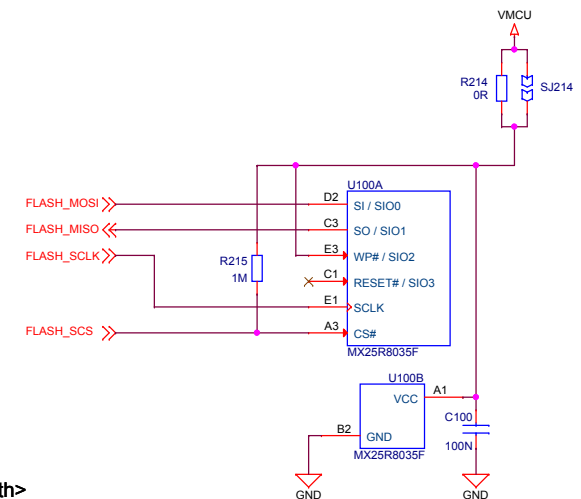 VMCU
R214
0R
SJ214
U100A
FLASH_MOSI
D2
SI / SIO0
FLASH_MISO
C3
SO / SIO1
FLASH_SCLK
E3
WP# / SIO2
R215
1M
C1
RESET# / SIO3
E1
SCLK
FLASH_SCS
A3
CS#
MX25R8035F
U100B
VCC
A1
C100
B2
GND
100N
MX25R8035F
th>
GND
GND